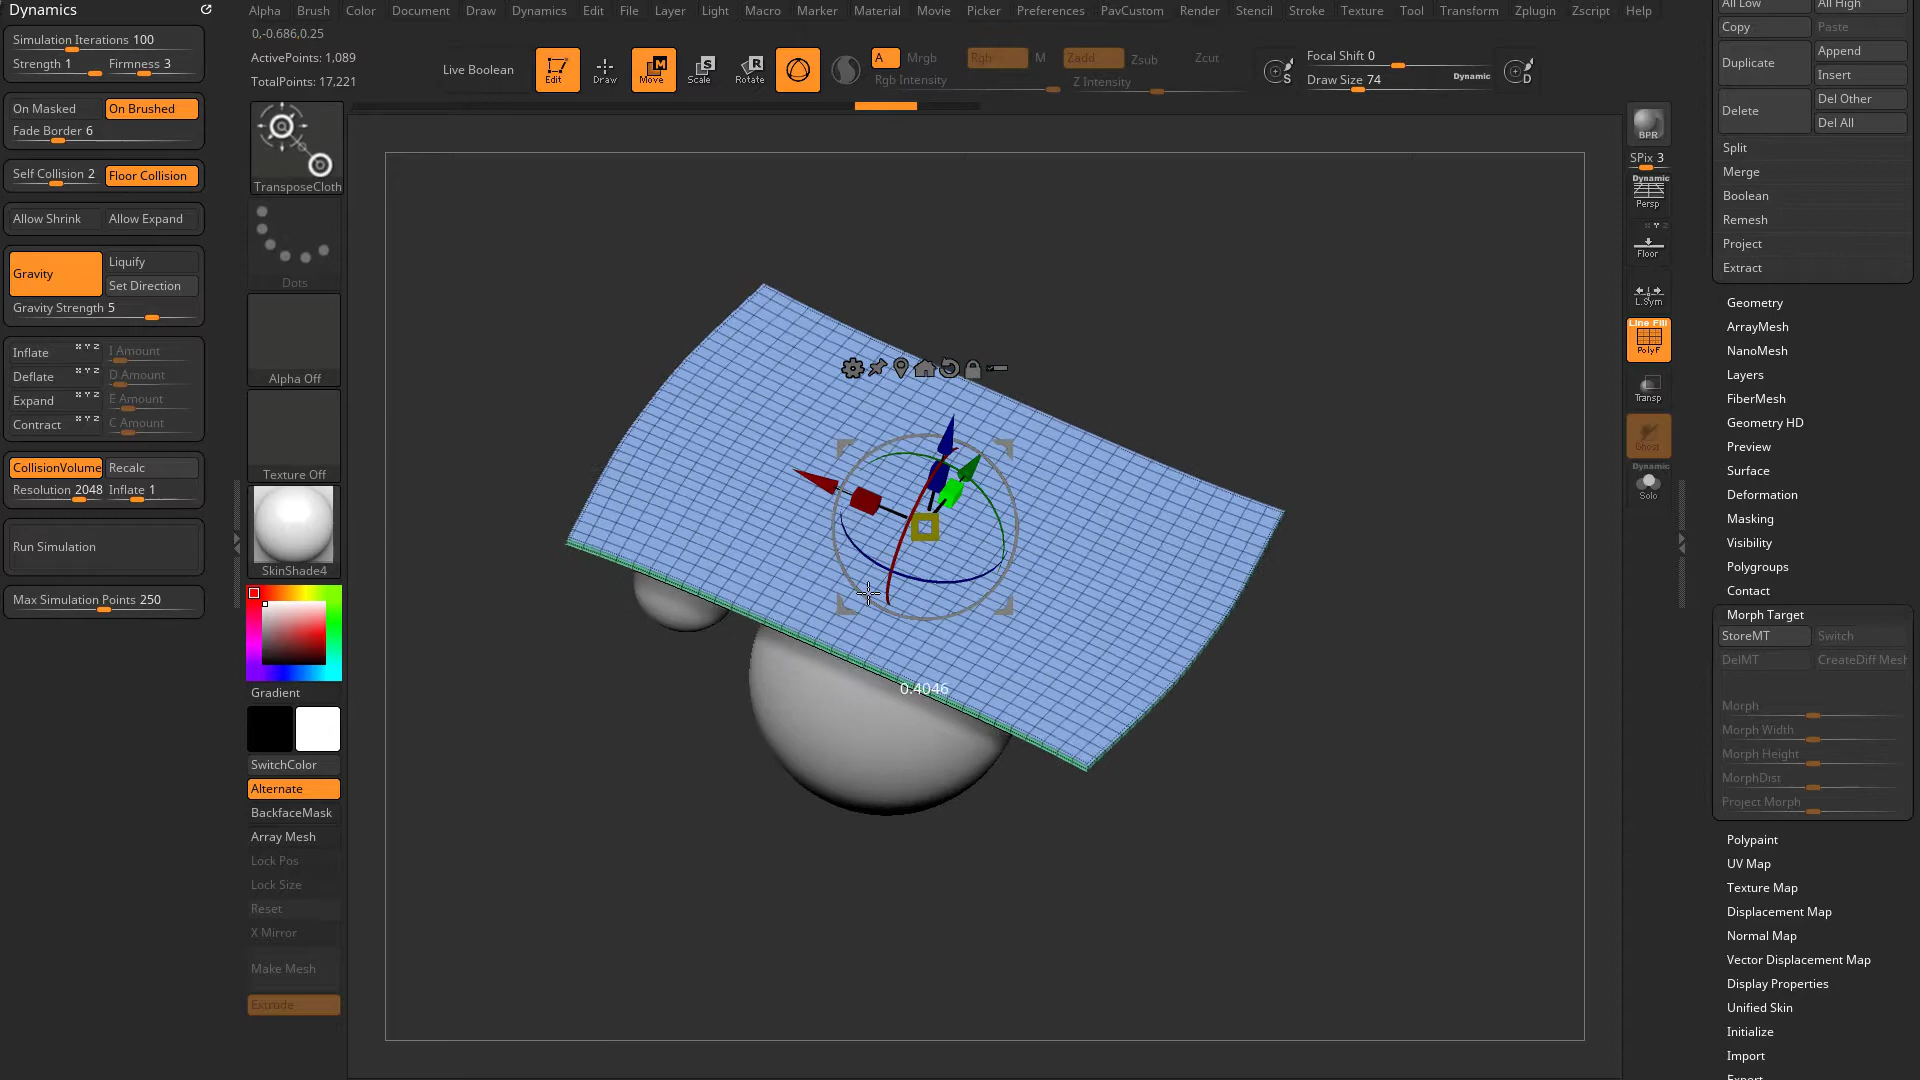 Dynamics
Simulation Iterations 100
Strength 1 Firmness 3
On Masked On Brushed
Fade Border 6
Self Collision 2 Floor Collision
Allow Shrink Allow Expand
Gravity
Liquify
Set Direction
Gravity Strength 5
Inflate X Y Z I Amount
Deflate X Y Z D Amount
Expand X Y Z E Amount
Contract X Y Z C Amount
CollisionVolume Recalc
Resolution 2048 Inflate 1
Run Simulation
Max Simulation Points 250
Alpha Brush Color Document Draw Dynamics Edit File Layer Light Macro Marker Material Movie Picker Preferences PavCustom Render Stencil Stroke Texture Tool Transform Zplugin Zscript Help
0,-0.686,0.25
ActivePoints: 1,089
TotalPoints: 17,221
Live Boolean
Edit
Draw
M
Move
S
Scale
R
Rotate
A Mrgb Rgb M Zadd Zsub Zcut
Rgb Intensity Z Intensity
S
Focal Shift 0
Draw Size 74 Dynamic
D
TransposeCloth
Dots
Alpha Off
Texture Off
SkinShade4
Gradient
SwitchColor
Alternate
BackfaceMask
Array Mesh
Lock Pos
Lock Size
Reset
X Mirror
Make Mesh
Extrude
0.4046
BPR
SPix 3
Dynamic
Persp
Floor
L.Sym
Line Fill
PolyF
Transp
Ghost
Dynamic
Solo
All Low All High
Copy Paste
Duplicate
Append
Insert
Delete
Del Other
Del All
Split
Merge
Boolean
Remesh
Project
Extract
Geometry
ArrayMesh
NanoMesh
Layers
FiberMesh
Geometry HD
Preview
Surface
Deformation
Masking
Visibility
Polygroups
Contact
Morph Target
StoreMT Switch
DelMT CreateDiff Mesh
Morph
Morph Width
Morph Height
MorphDist
Project Morph
Polypaint
UV Map
Texture Map
Displacement Map
Normal Map
Vector Displacement Map
Display Properties
Unified Skin
Initialize
Import
Export